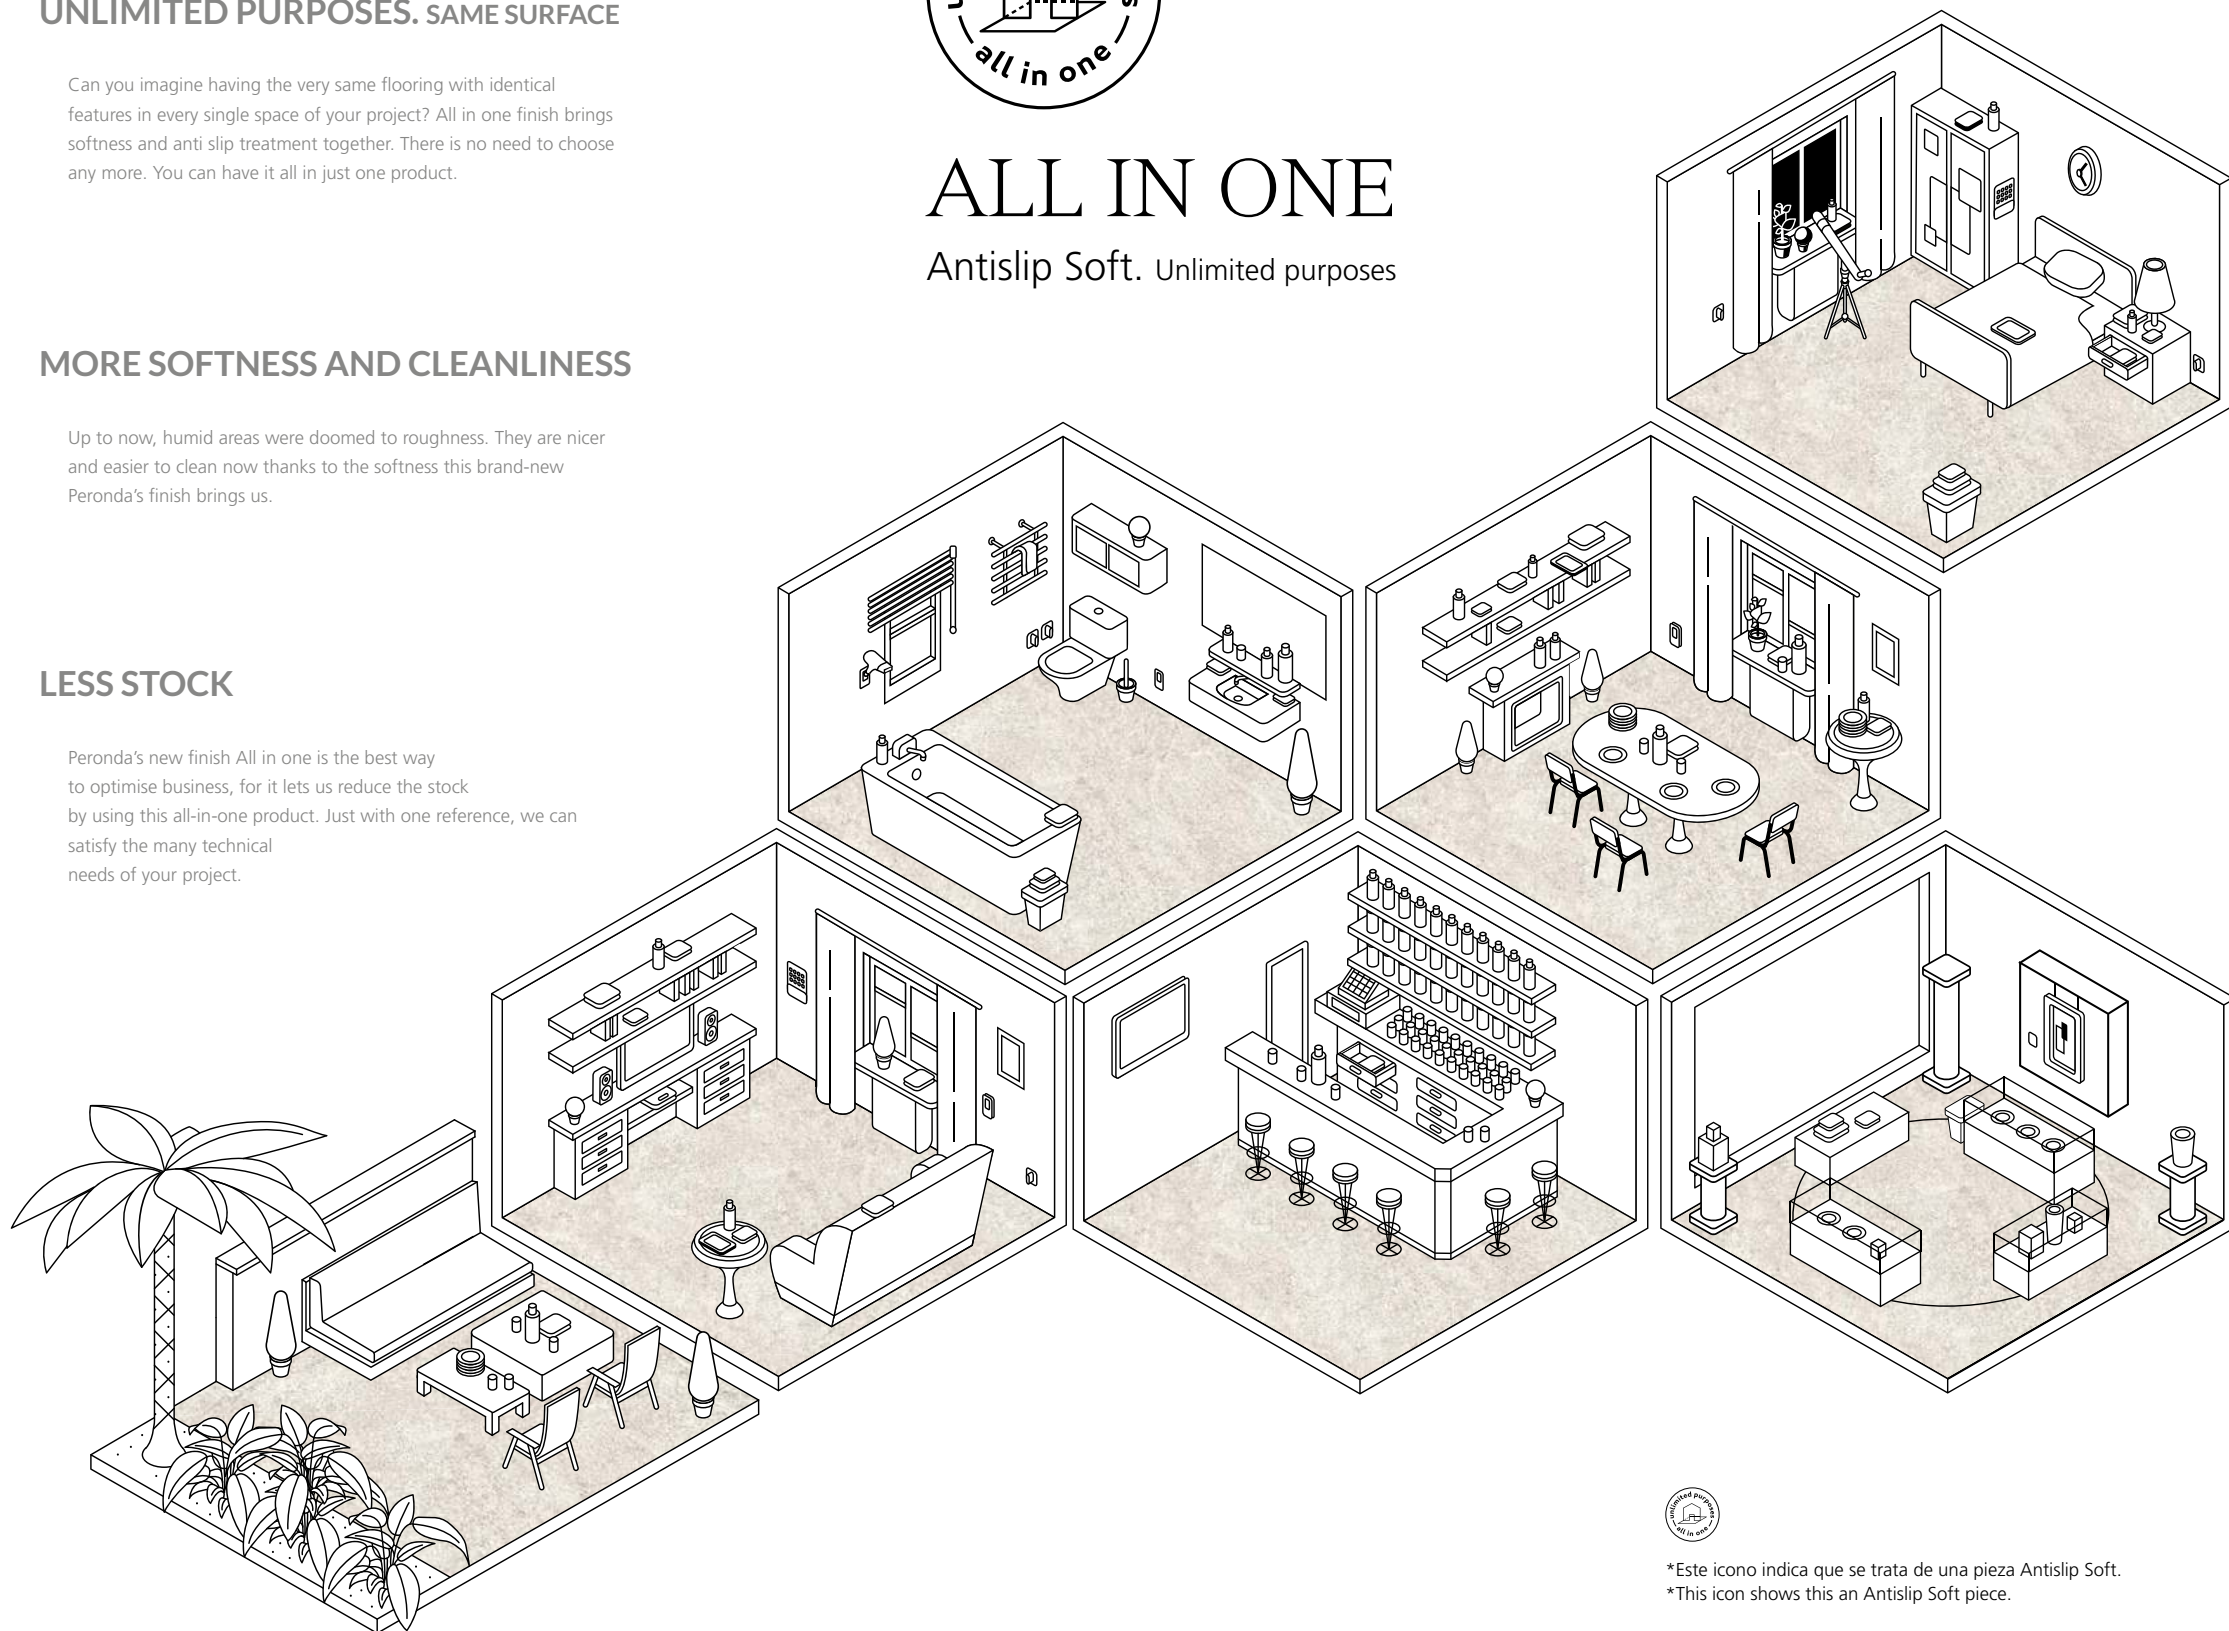 UNLIMITED PURPOSES. SAME SURFACE
Can you imagine having the very same flooring with identical
features in every single space of your project? All in one finish brings
softness and anti slip treatment together. There is no need to choose
any more. You can have it all in just one product.
MORE SOFTNESS AND CLEANLINESS
Up to now, humid areas were doomed to roughness. They are nicer
and easier to clean now thanks to the softness this brand-new
Peronda’s finish brings us.
LESS STOCK
Peronda’s new finish All in one is the best way
to optimise business, for it lets us reduce the stock
by using this all-in-one product. Just with one reference, we can
satisfy the many technical
needs of your project.
all in one
ALL IN ONE
Antislip Soft. Unlimited purposes
unlimited purposes
all in one
*Este icono indica que se trata de una pieza Antislip Soft.
*This icon shows this an Antislip Soft piece.